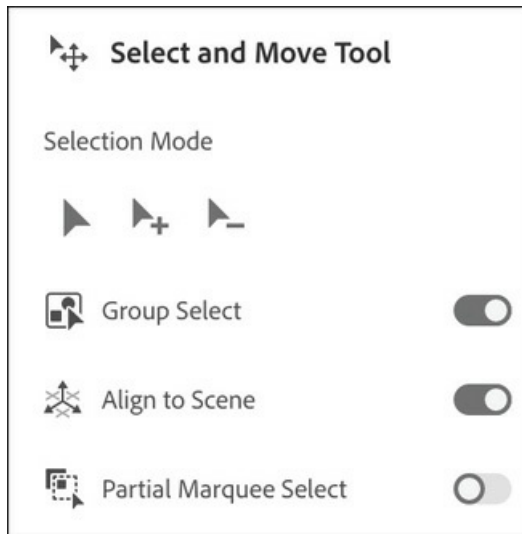 Select and Move Tool
Selection Mode
Group Select
Align to Scene
Partial Marquee Select